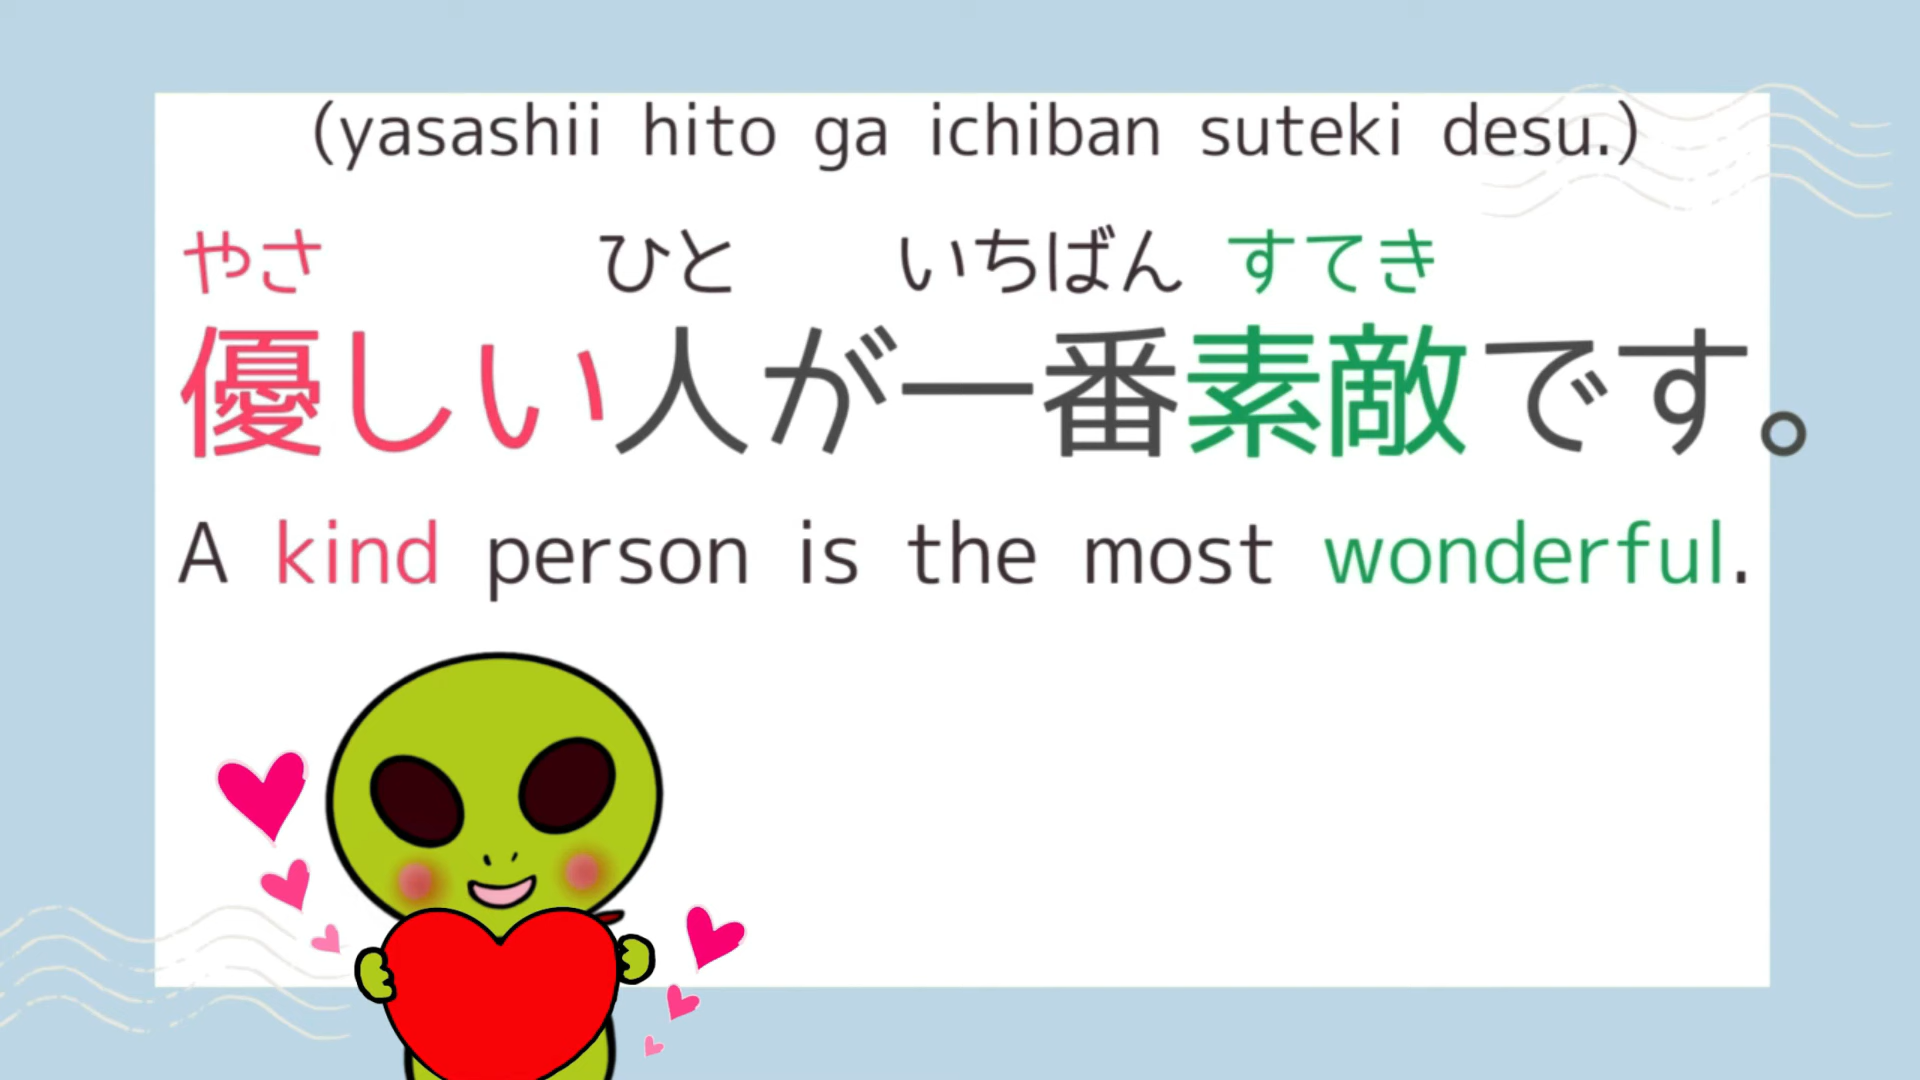 (yasashii hito ga ichiban suteki desu.)
やさ ひと いちばん すてき
優しい人が一番素敵です。
A kind person is the most wonderful.